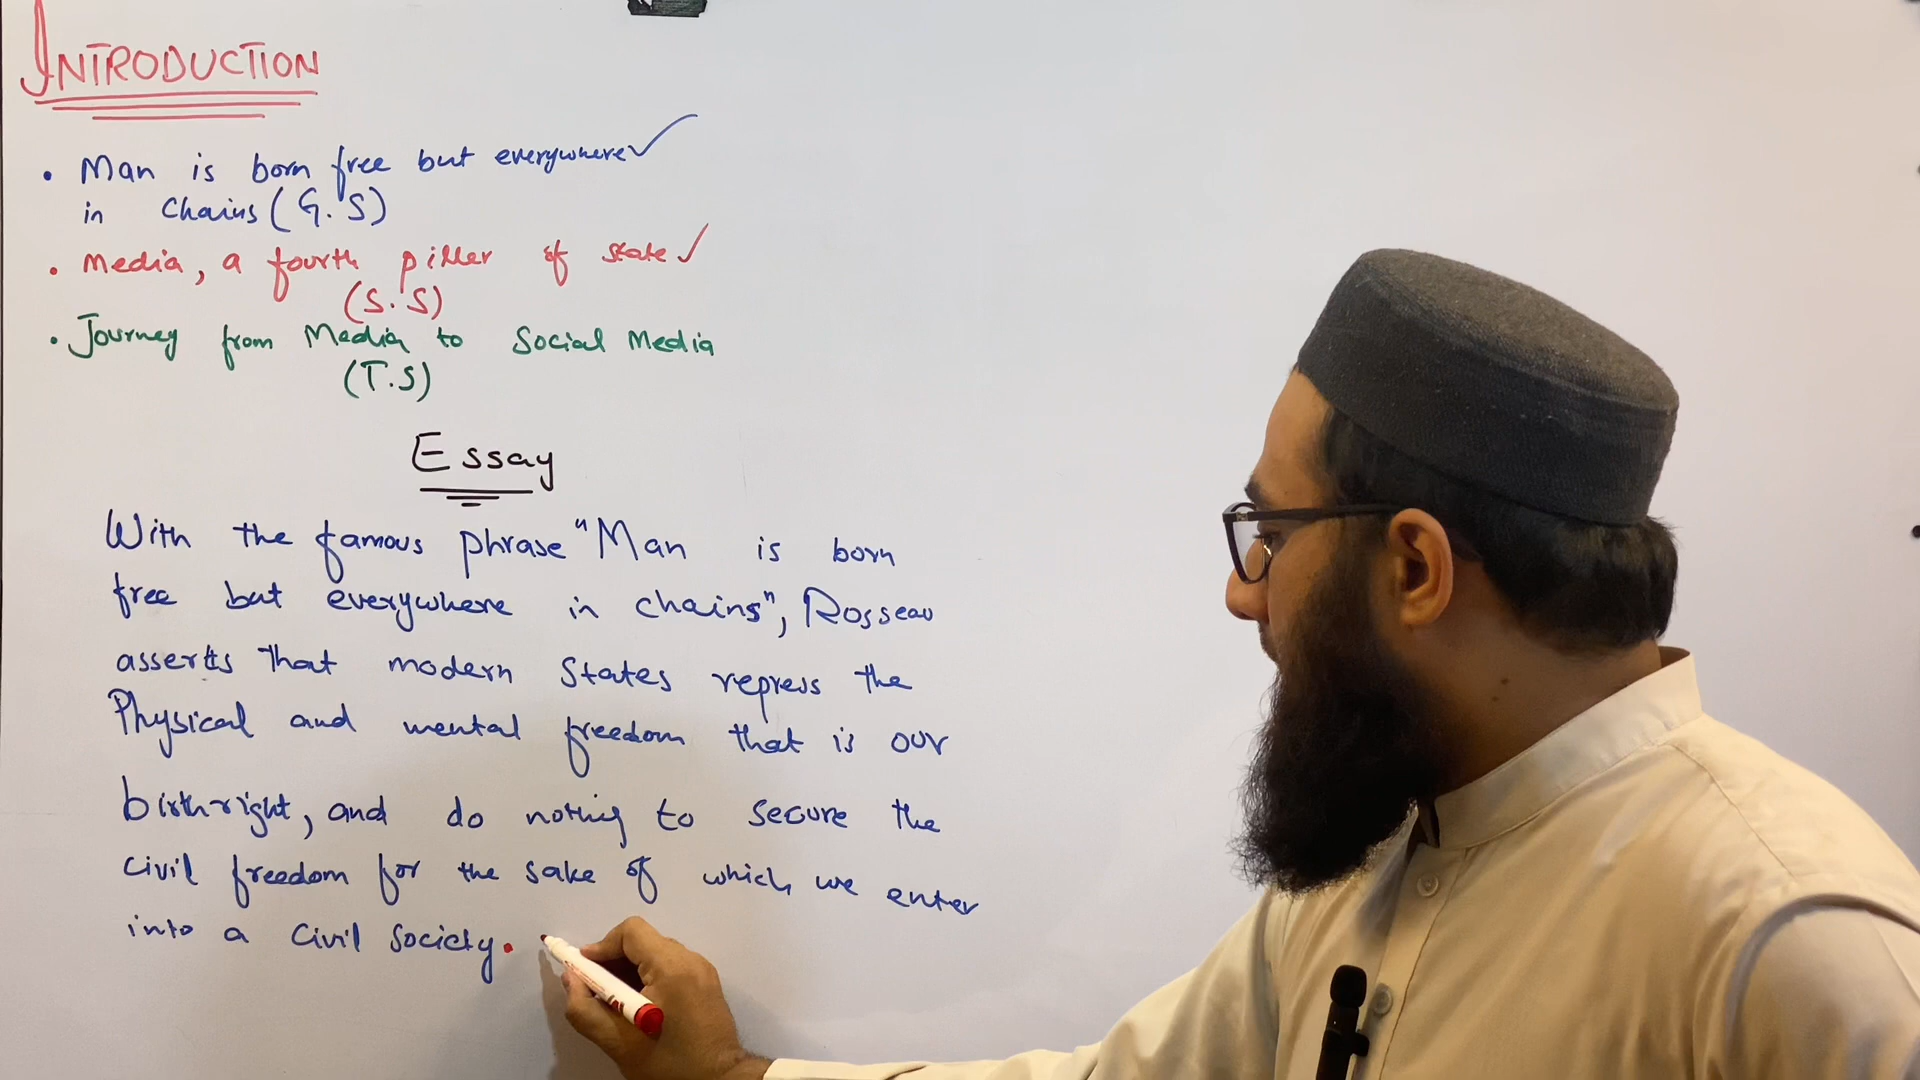 INTRODUCTION
• Man is born free but everywhere ✓
in Chains (G.S)
• Media, a fourth piller of state ✓
(S.S)
• Journey from Media to Social Media
(T.S)
Essay
With the famous phrase "Man is born
free but everywhere in chains", Rosseau
asserts that modern States repress the
Physical and mental freedom that is our
birthright, and do nothing to secure the
civil freedom for the sake of which we enter
into a civil society.